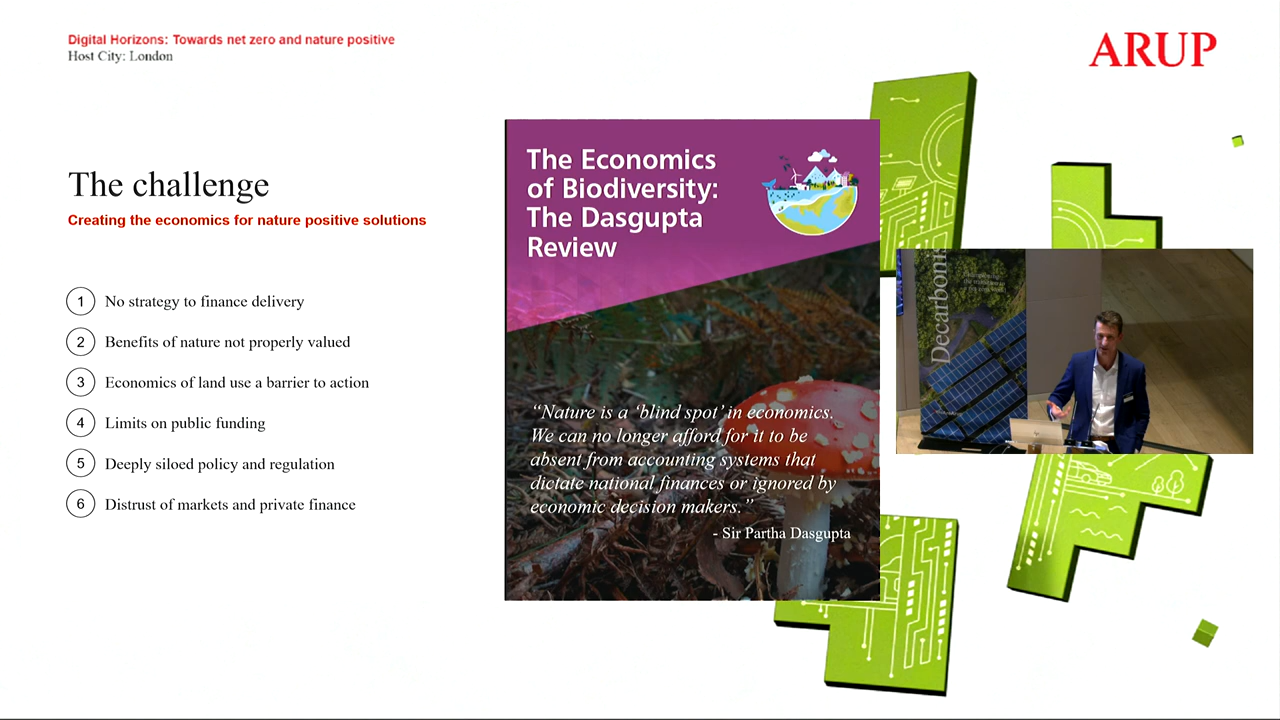 Digital Horizons: Towards net zero and nature positive
Host City: London
ARUP
The challenge
Creating the economics for nature positive solutions
1 No strategy to finance delivery
2 Benefits of nature not properly valued
3 Economics of land use a barrier to action
4 Limits on public funding
5 Deeply siloed policy and regulation
6 Distrust of markets and private finance
The Economics
of Biodiversity:
The Dasgupta
Review
“Nature is a ‘blind spot’ in economics.
We can no longer afford for it to be
absent from accounting systems that
dictate national finances or ignored by
economic decision makers.”
- Sir Partha Dasgupta
Decarbonis